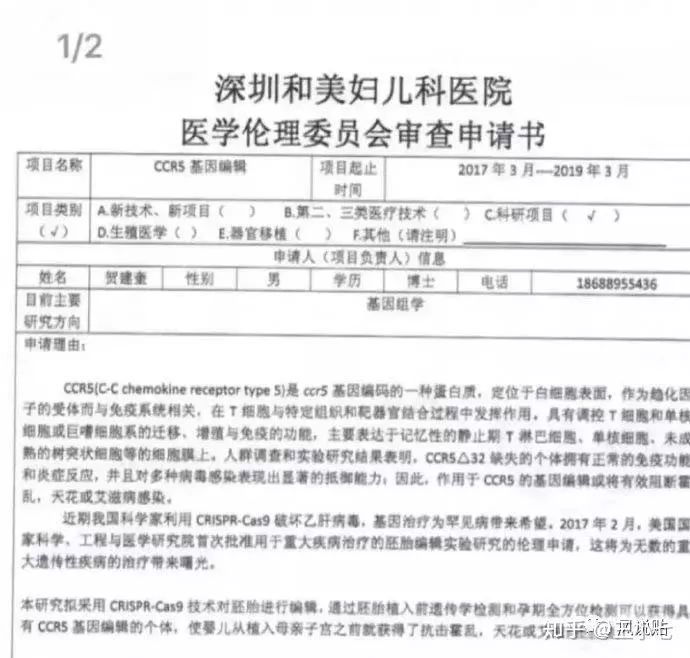 1/2
深圳和美妇儿科医院
医学伦理委员会审查申请书
项目名称 CCR5 基因编辑 项目起止时间 2017 年 3 月----2019 年 3 月
项目类别（√） A.新技术、新项目（ ） B.第二、三类医疗技术（ ） C.科研项目（ √ ）
D.生殖医学（ ） E.器官移植（ ） F.其他（请注明）
申请人（项目负责人）信息
姓名 贺建奎 性别 男 学历 博士 电话 18688955436
目前主要研究方向 基因组学
申请理由：
CCR5(C-C chemokine receptor type 5)是 ccr5 基因编码的一种蛋白质，定位于白细胞表面，作为趋化因
子的受体而与免疫系统相关，在 T 细胞与特定组织和靶器官结合过程中发挥作用，具有调控 T 细胞和单核
细胞或巨噬细胞系的迁移、增殖与免疫的功能，主要表达于记忆性的静止期 T 淋巴细胞、单核细胞、未成
熟的树突状细胞等的细胞膜上。人群调查和实验研究结果表明，CCR5△32 缺失的个体拥有正常的免疫功能
和炎症反应，并且对多种病毒感染表现出显著的抵御能力；因此，作用于 CCR5 的基因编辑或将有效阻断霍
乱，天花或艾滋病感染。
近期我国科学家利用 CRISPR-Cas9 破坏乙肝病毒，基因治疗为罕见病带来希望。2017 年 2 月，美国国
家科学、工程与医学研究院首次批准用于重大疾病治疗的胚胎编辑实验研究的伦理申请，这将为无数的重
大遗传性疾病的治疗带来曙光。
本研究拟采用 CRISPR-Cas9 技术对胚胎进行编辑，通过胚胎植入前遗传学检测和孕期全方位检测可以获得具
有 CCR5 基因编辑的个体，使婴儿从植入母亲子宫之前就获得了抗击霍乱，天花或艾
知乎
讯说站